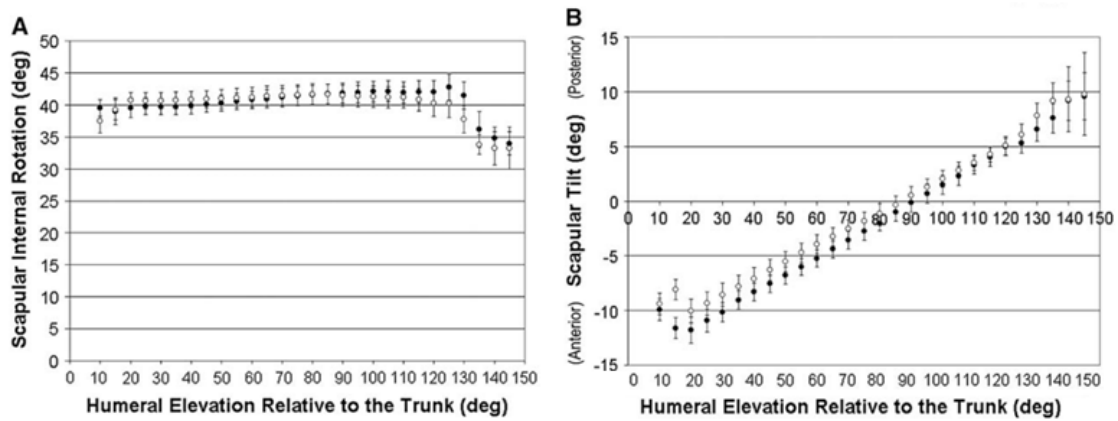 A
Scapular Internal Rotation (deg)
50
45
40
35
30
25
20
15
10
5
0
0 10 20 30 40 50 60 70 80 90 100 110 120 130 140 150
Humeral Elevation Relative to the Trunk (deg)
B
(Posterior)
Scapular Tilt (deg)
(Anterior)
15
10
5
0
-5
-10
-15
0 10 20 30 40 50 60 70 80 90 100 110 120 130 140 150
0 10 20 30 40 50 60 70 80 90 100 110 120 130 140 150
Humeral Elevation Relative to the Trunk (deg)